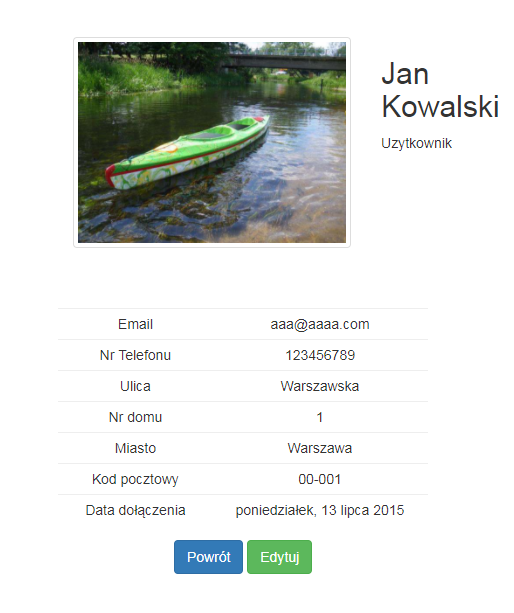 Jan
Kowalski
Uzytkownik
Email aaa@aaaa.com
Nr Telefonu 123456789
Ulica Warszawska
Nr domu 1
Miasto Warszawa
Kod pocztowy 00-001
Data dołączenia poniedziałek, 13 lipca 2015
Powrót Edytuj